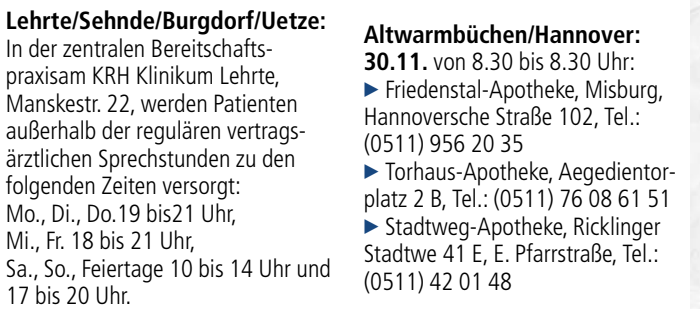 Lehrte/Sehnde/Burgdorf/Uetze:
In der zentralen Bereitschafts-
praxisam KRH Klinikum Lehrte,
Manskestr. 22, werden Patienten
außerhalb der regulären vertrags-
ärztlichen Sprechstunden zu den
folgenden Zeiten versorgt:
Mo., Di., Do.19 bis21 Uhr,
Mi., Fr. 18 bis 21 Uhr,
Sa., So., Feiertage 10 bis 14 Uhr und
17 bis 20 Uhr.
Altwarmbüchen/Hannover:
30.11. von 8.30 bis 8.30 Uhr:
► Friedenstal-Apotheke, Misburg,
Hannoversche Straße 102, Tel.:
(0511) 956 20 35
► Torhaus-Apotheke, Aegedientor-
platz 2 B, Tel.: (0511) 76 08 61 51
► Stadtweg-Apotheke, Ricklinger
Stadtwe 41 E, E. Pfarrstraße, Tel.:
(0511) 42 01 48